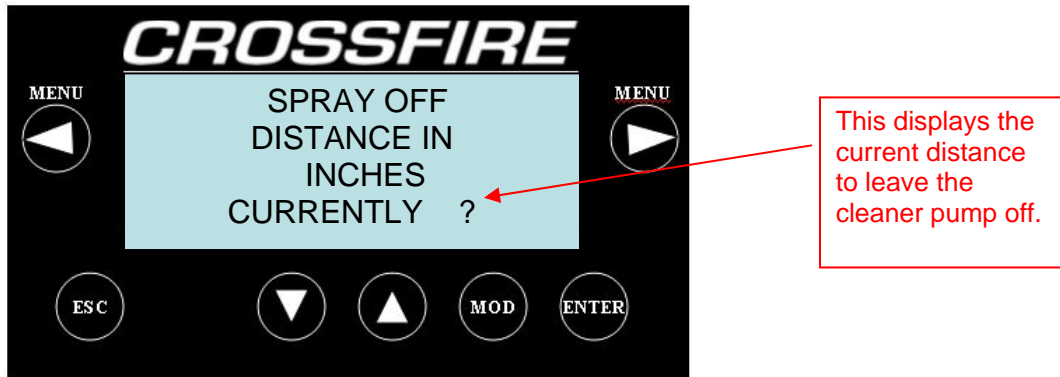 CROSSFIRE
MENU
MENU
SPRAY OFF
DISTANCE IN
INCHES
CURRENTLY ?
ESC
MOD
ENTER
This displays the
current distance
to leave the
cleaner pump off.